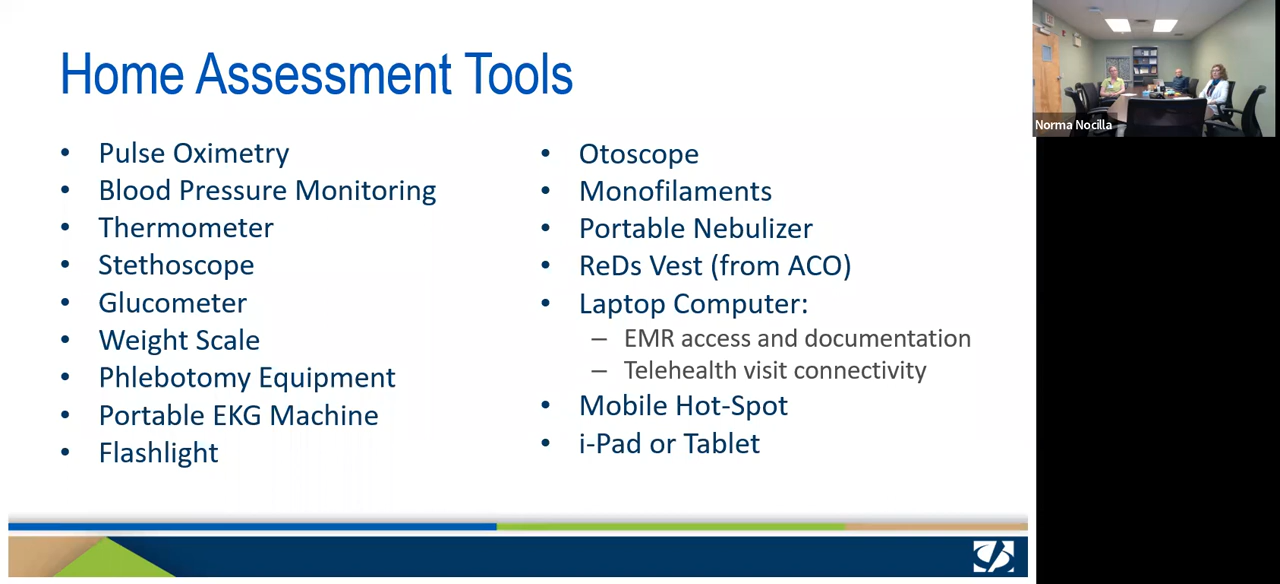 Home Assessment Tools
Pulse Oximetry
Blood Pressure Monitoring
Thermometer
Stethoscope
Glucometer
Weight Scale
Phlebotomy Equipment
Portable EKG Machine
Flashlight
Otoscope
Monofilaments
Portable Nebulizer
ReDs Vest (from ACO)
Laptop Computer:
– EMR access and documentation
– Telehealth visit connectivity
Mobile Hot-Spot
i-Pad or Tablet
Norma Nocilla